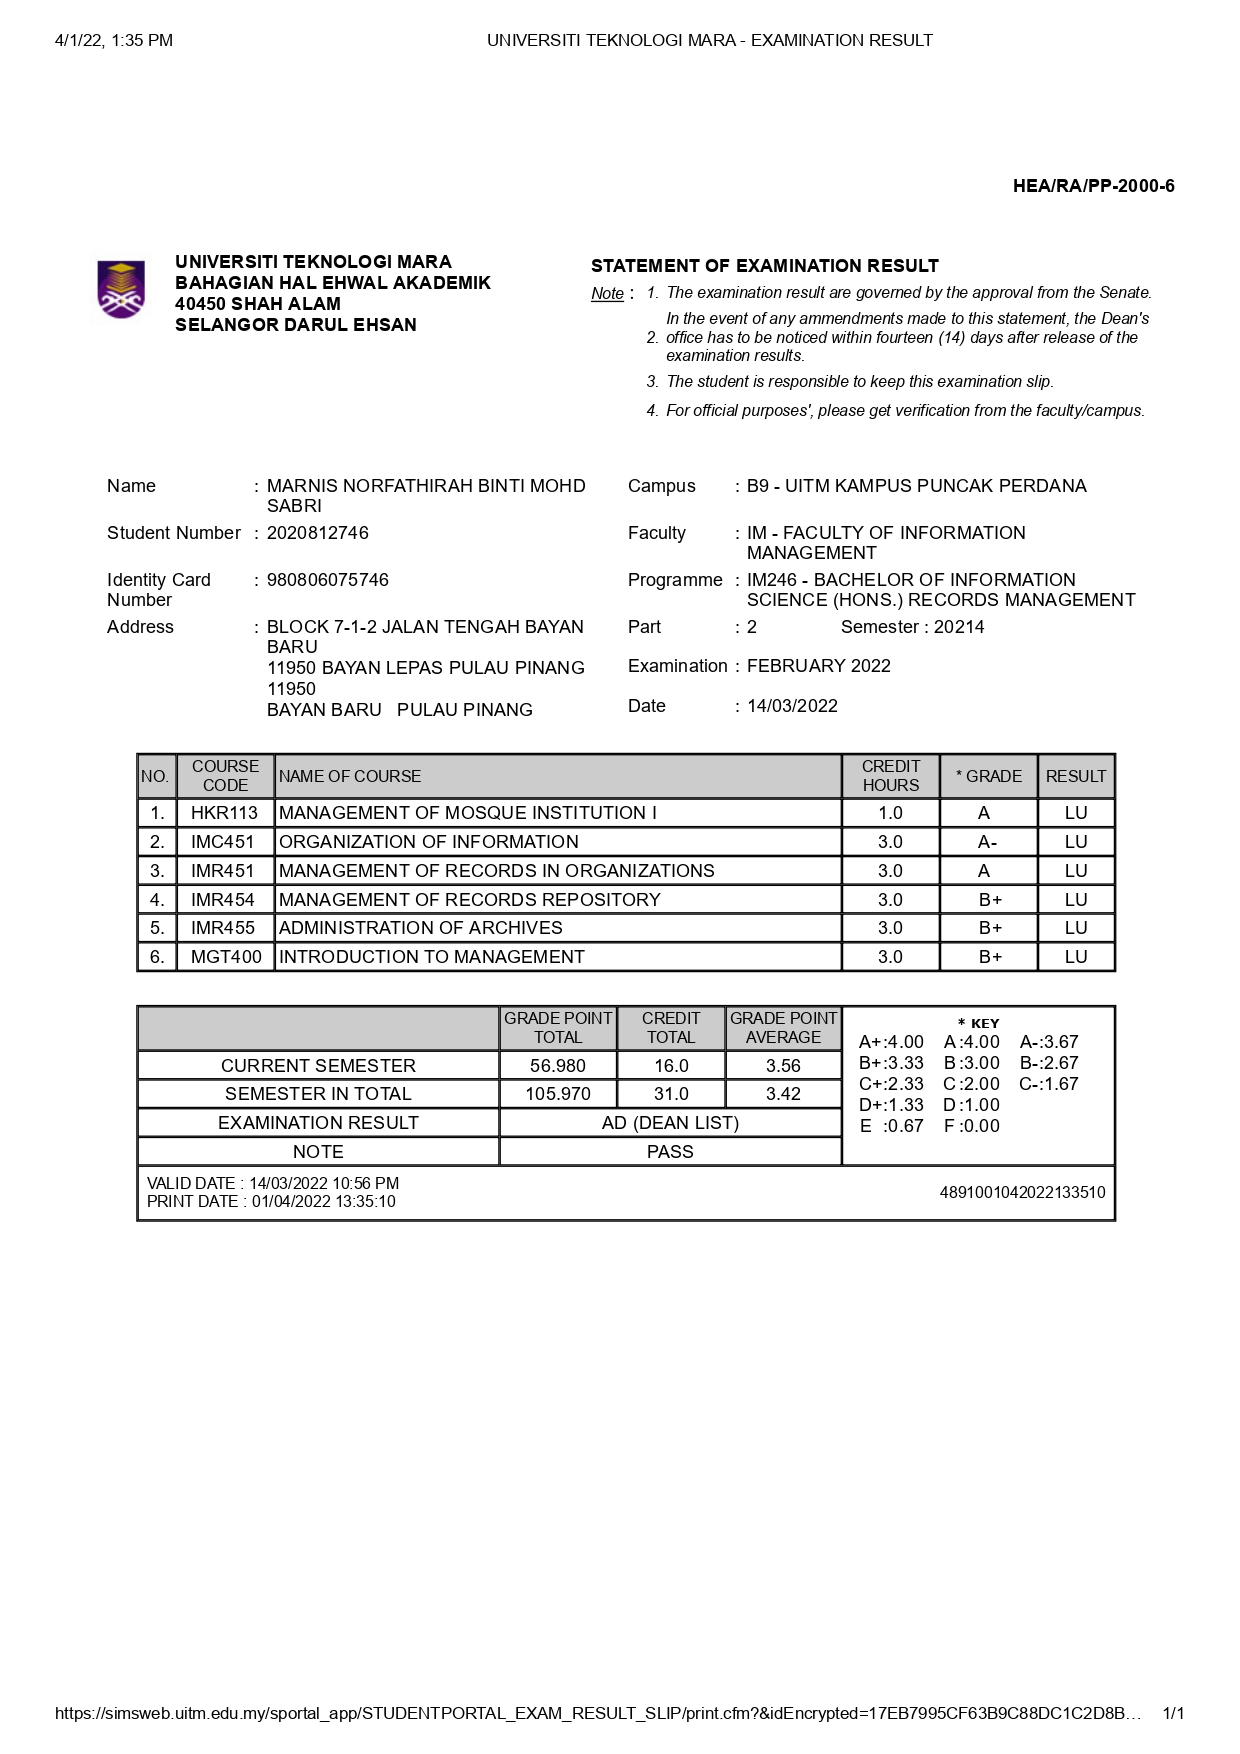 4/1/22, 1:35 PM UNIVERSITI TEKNOLOGI MARA - EXAMINATION RESULT
HEA/RA/PP-2000-6
UNIVERSITI TEKNOLOGI MARA
BAHAGIAN HAL EHWAL AKADEMIK
40450 SHAH ALAM
SELANGOR DARUL EHSAN
STATEMENT OF EXAMINATION RESULT
Note : 1. The examination result are governed by the approval from the Senate.
In the event of any ammendments made to this statement, the Dean's
2. office has to be noticed within fourteen (14) days after release of the
examination results.
3. The student is responsible to keep this examination slip.
4. For official purposes', please get verification from the faculty/campus.
Name : MARNIS NORFATHIRAH BINTI MOHD
SABRI
Student Number : 2020812746
Identity Card : 980806075746
Number
Address : BLOCK 7-1-2 JALAN TENGAH BAYAN
BARU
11950 BAYAN LEPAS PULAU PINANG
11950
BAYAN BARU PULAU PINANG
Campus : B9 - UITM KAMPUS PUNCAK PERDANA
Faculty : IM - FACULTY OF INFORMATION
MANAGEMENT
Programme : IM246 - BACHELOR OF INFORMATION
SCIENCE (HONS.) RECORDS MANAGEMENT
Part : 2 Semester : 20214
Examination : FEBRUARY 2022
Date : 14/03/2022
NO. COURSE CODE NAME OF COURSE CREDIT HOURS * GRADE RESULT
1. HKR113 MANAGEMENT OF MOSQUE INSTITUTION I 1.0 A LU
2. IMC451 ORGANIZATION OF INFORMATION 3.0 A- LU
3. IMR451 MANAGEMENT OF RECORDS IN ORGANIZATIONS 3.0 A LU
4. IMR454 MANAGEMENT OF RECORDS REPOSITORY 3.0 B+ LU
5. IMR455 ADMINISTRATION OF ARCHIVES 3.0 B+ LU
6. MGT400 INTRODUCTION TO MANAGEMENT 3.0 B+ LU
GRADE POINT TOTAL CREDIT TOTAL GRADE POINT AVERAGE
CURRENT SEMESTER 56.980 16.0 3.56
SEMESTER IN TOTAL 105.970 31.0 3.42
EXAMINATION RESULT AD (DEAN LIST)
NOTE PASS
* KEY
A+:4.00 A :4.00 A-:3.67
B+:3.33 B :3.00 B-:2.67
C+:2.33 C :2.00 C-:1.67
D+:1.33 D :1.00
E :0.67 F :0.00
VALID DATE : 14/03/2022 10:56 PM
PRINT DATE : 01/04/2022 13:35:10
4891001042022133510
https://simsweb.uitm.edu.my/sportal_app/STUDENTPORTAL_EXAM_RESULT_SLIP/print.cfm?&idEncrypted=17EB7995CF63B9C88DC1C2D8B… 1/1